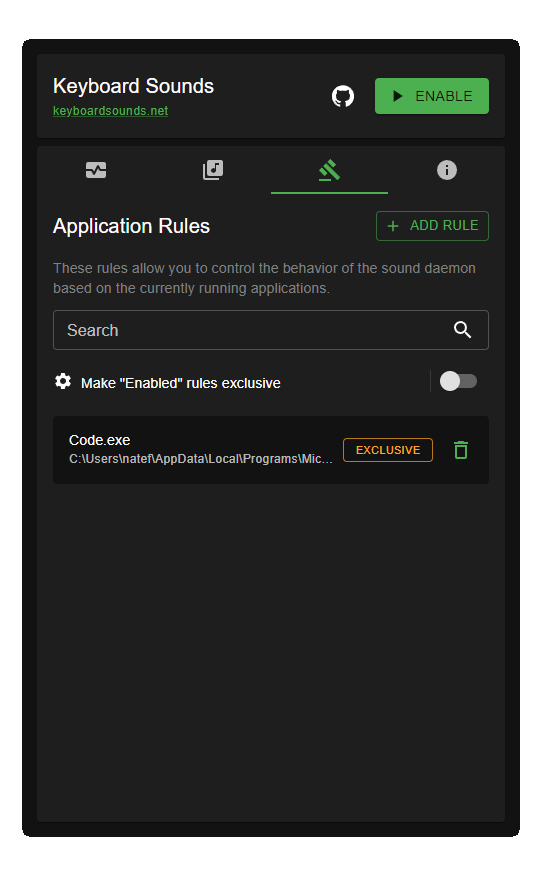 Keyboard Sounds
keyboardsounds.net
ENABLE
Application Rules
ADD RULE
These rules allow you to control the behavior of the sound daemon
based on the currently running applications.
Search
Make "Enabled" rules exclusive
Code.exe
C:\Users\natef\AppData\Local\Programs\Mic...
EXCLUSIVE